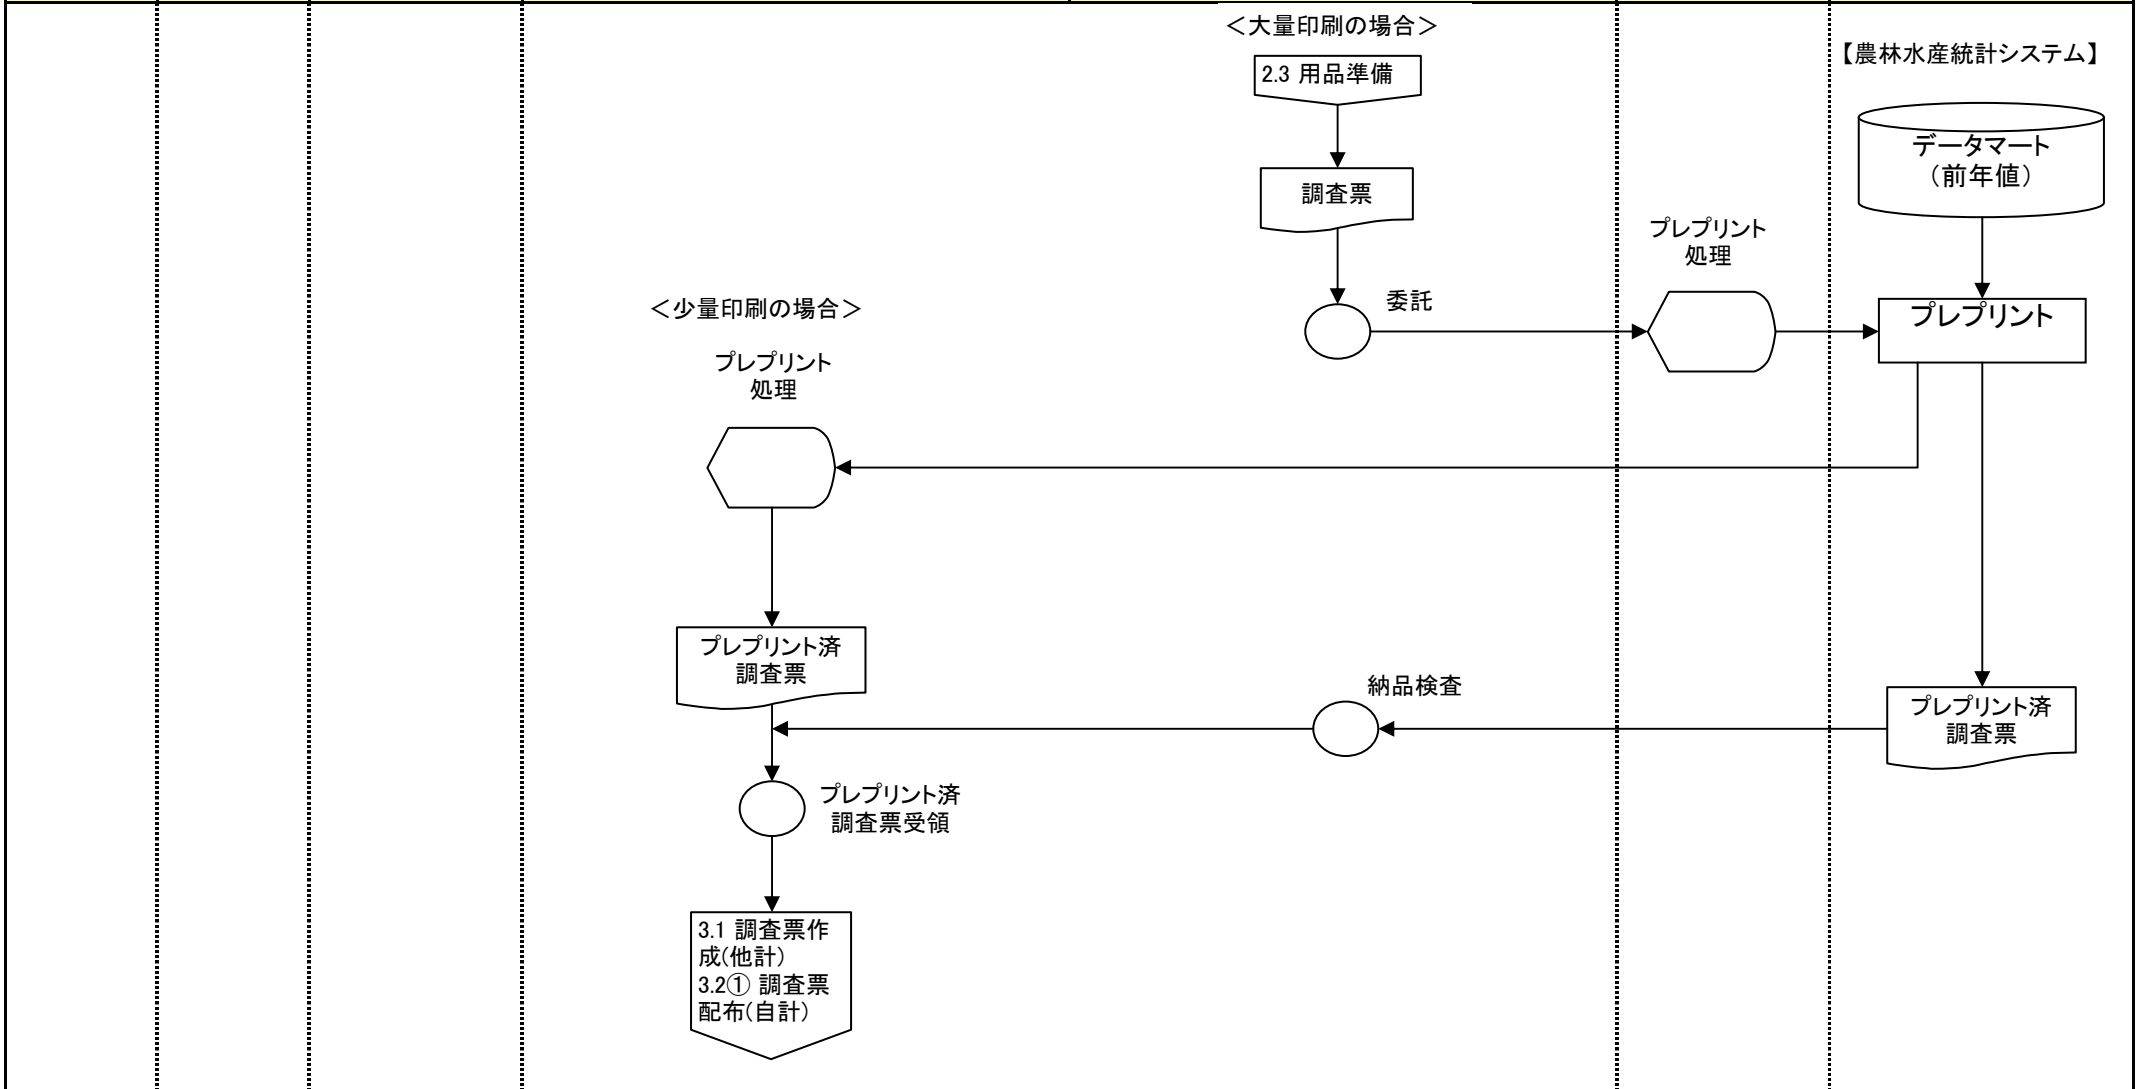 ＜大量印刷の場合＞
2.3 用品準備
【農林水産統計システム】
データマート
（前年値）
調査票
プレプリント
処理
委託
プレプリント
＜少量印刷の場合＞
プレプリント
処理
プレプリント済
調査票
納品検査
プレプリント済
調査票
プレプリント済
調査票受領
3.1 調査票作
成(他計)
3.2① 調査票
配布(自計)